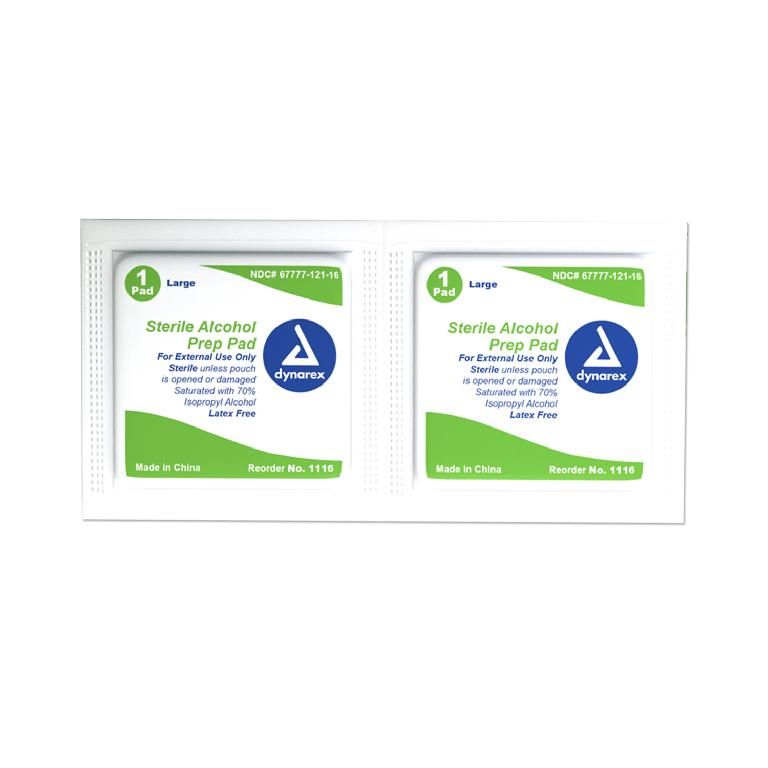 1
Pad
Large
NDC# 67777-121-16
Sterile Alcohol
Prep Pad
For External Use Only
Sterile unless pouch
is opened or damaged
Saturated with 70%
Isopropyl Alcohol
Latex Free
dynarex
Made in China
Reorder No. 1116
1
Pad
Large
NDC# 67777-121-16
Sterile Alcohol
Prep Pad
For External Use Only
Sterile unless pouch
is opened or damaged
Saturated with 70%
Isopropyl Alcohol
Latex Free
dynarex
Made in China
Reorder No. 1116